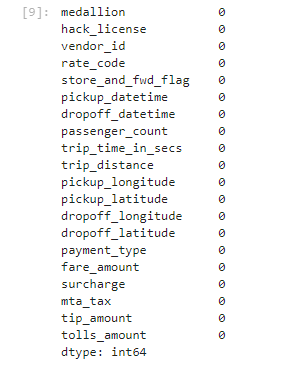 [9]: medallion 0
hack_license 0
vendor_id 0
rate_code 0
store_and_fwd_flag 0
pickup_datetime 0
dropoff_datetime 0
passenger_count 0
trip_time_in_secs 0
trip_distance 0
pickup_longitude 0
pickup_latitude 0
dropoff_longitude 0
dropoff_latitude 0
payment_type 0
fare_amount 0
surcharge 0
mta_tax 0
tip_amount 0
tolls_amount 0
dtype: int64